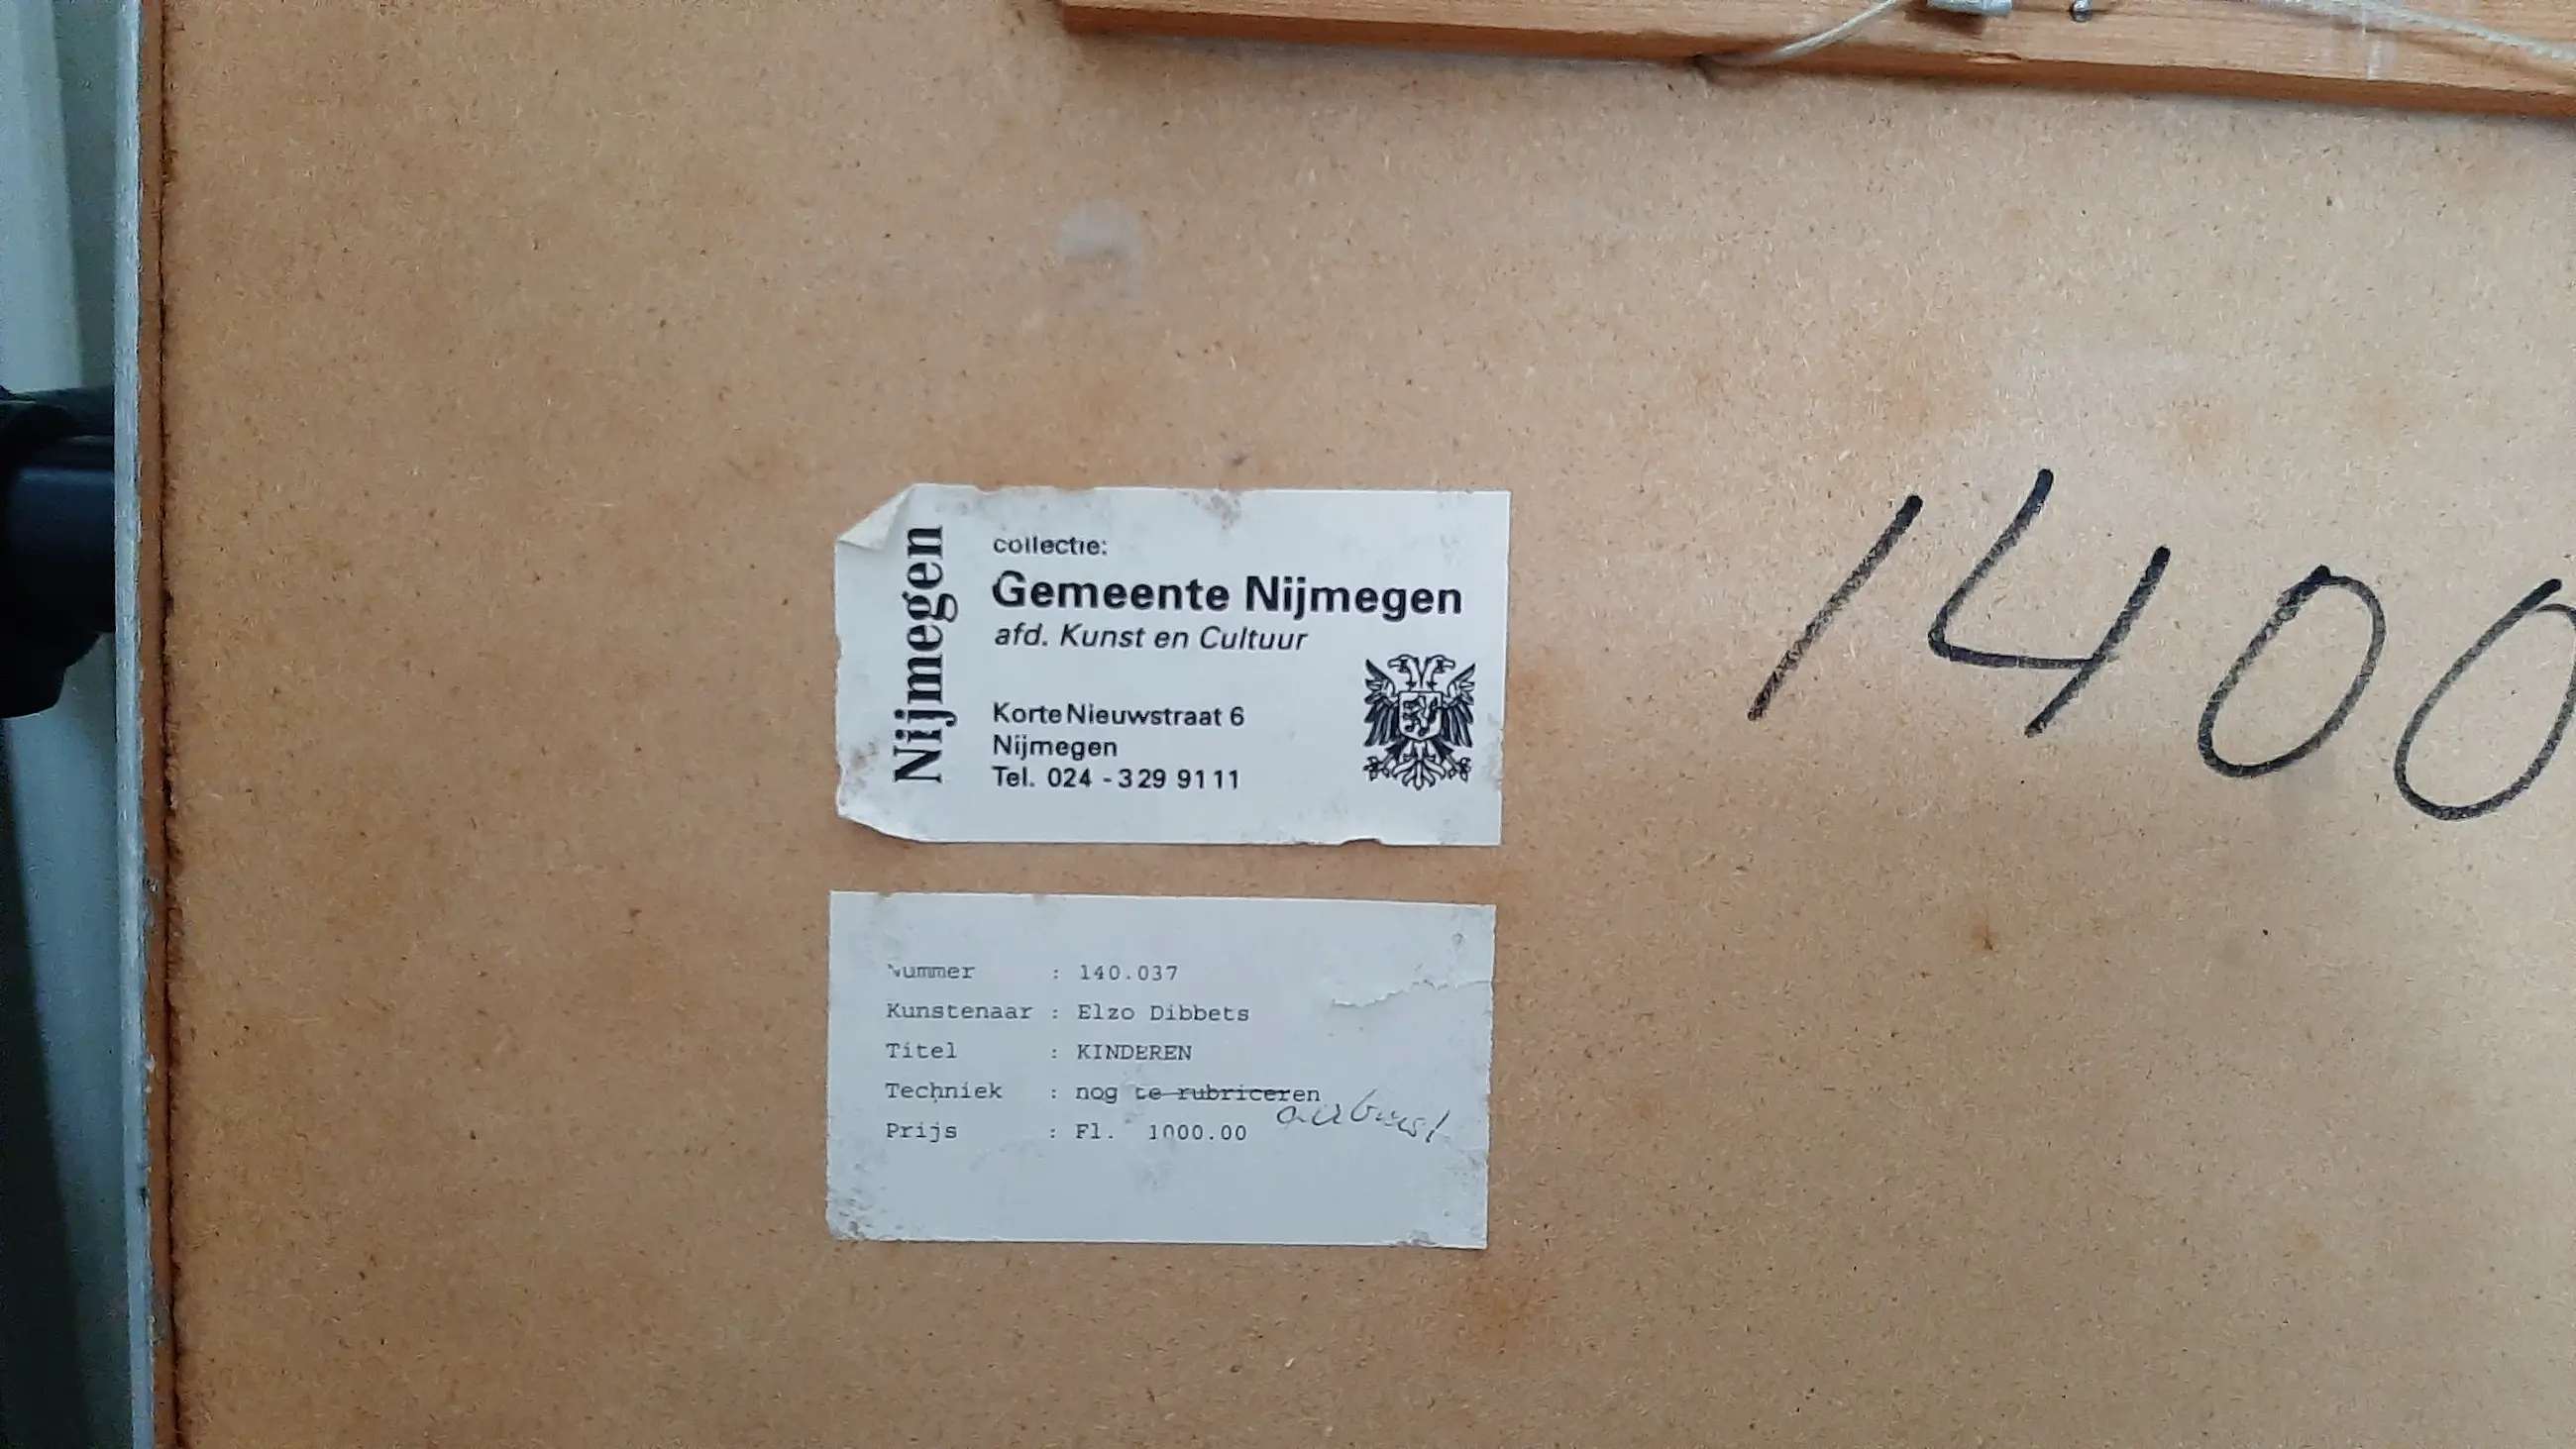 Nijmegen
collectie:
Gemeente Nijmegen
afd. Kunst en Cultuur
Korte Nieuwstraat 6
Nijmegen
Tel. 024 - 329 9111
1400
Nummer : 140.037
Kunstenaar : Elzo Dibbets
Titel : KINDEREN
Techniek : nog te rubriceren
Prijs : Fl. 1000.00